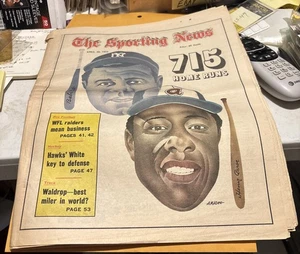 The Sporting News
715
HOME RUNS
WFL raiders
mean business
PAGES 41, 42
Hawks' White
key to defense
PAGE 47
Waldrop—best
miler in world?
PAGE 53